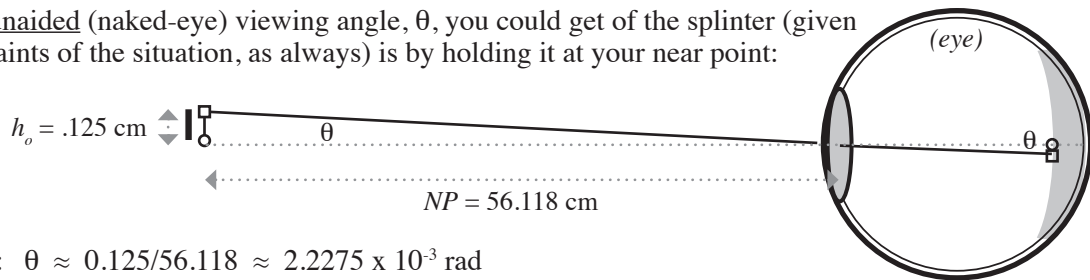 naided (naked-eye) viewing angle, θ, you could get of the splinter (given
aints of the situation, as always) is by holding it at your near point:
(eye)
hₒ = .125 cm
θ
θ
NP = 56.118 cm
: θ ≈ 0.125/56.118 ≈ 2.2275 x 10⁻³ rad